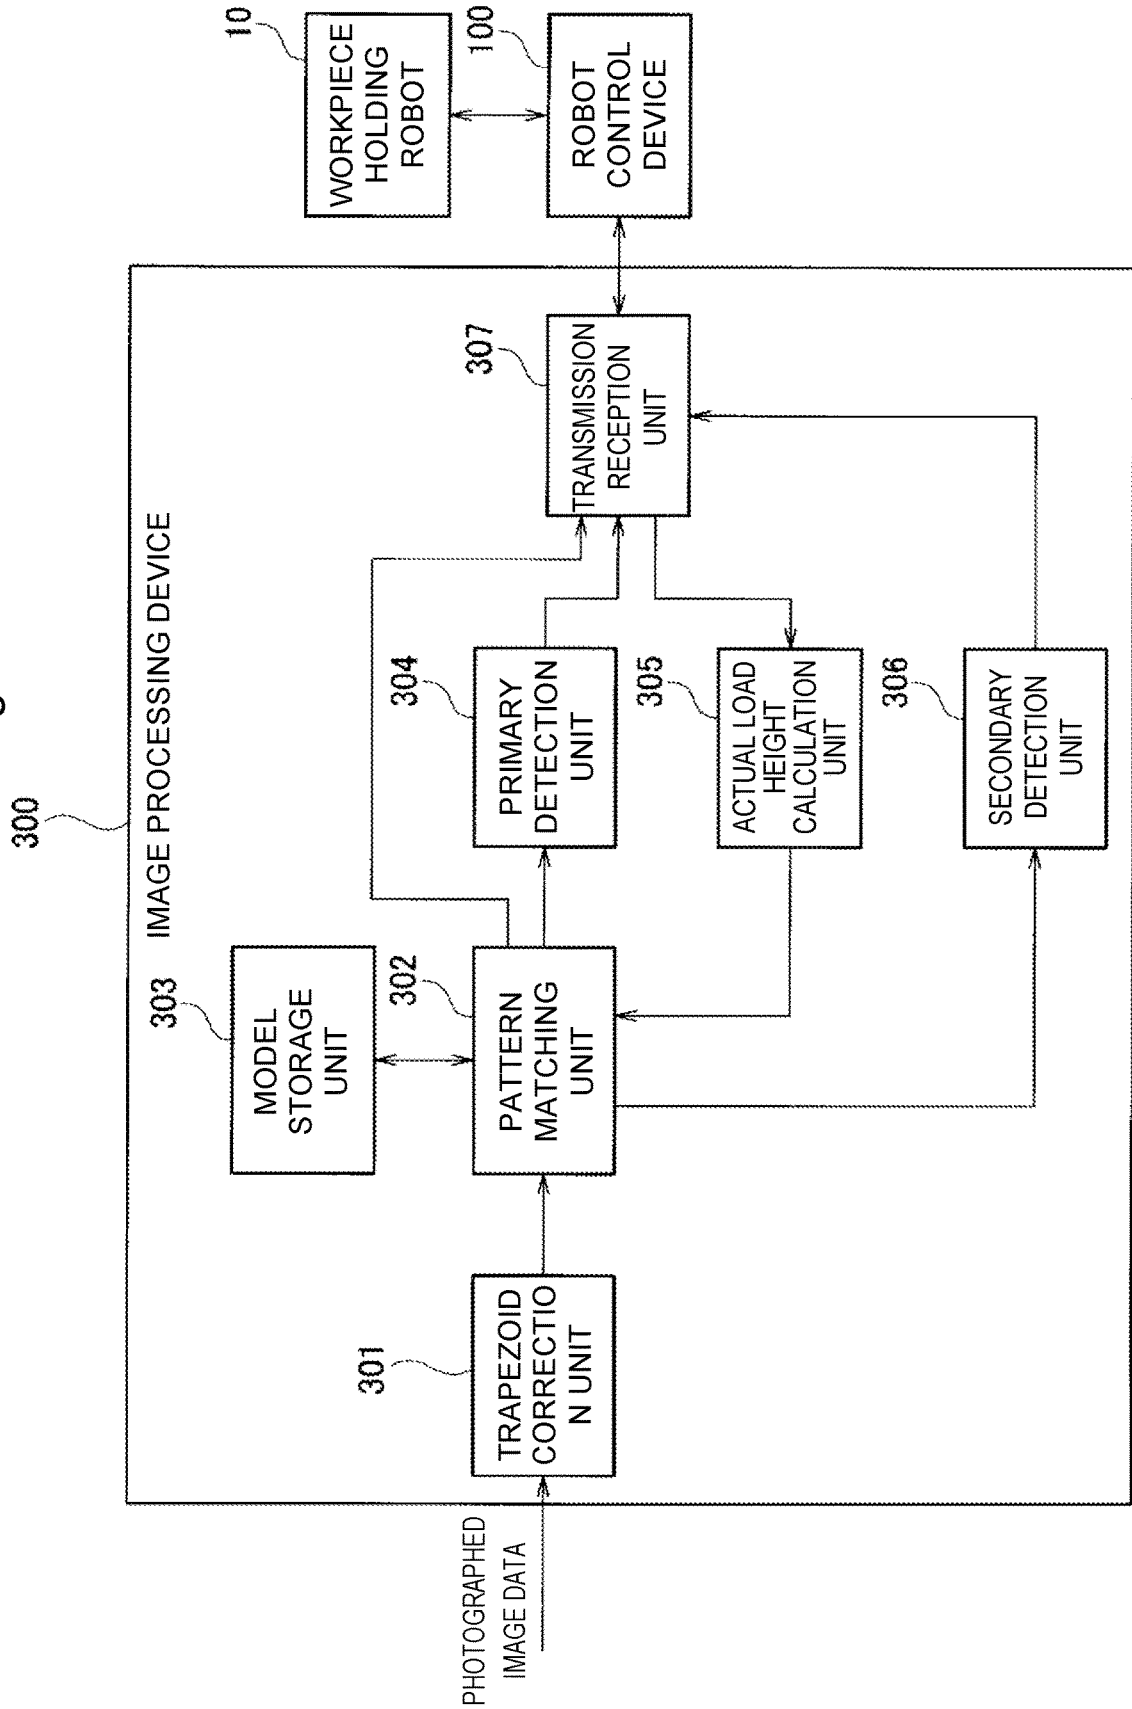 300
IMAGE PROCESSING DEVICE
303
MODEL
STORAGE
UNIT
10
WORKPIECE
HOLDING
ROBOT
301
TRAPEZOID
CORRECTIO
N UNIT
302
PATTERN
MATCHING
UNIT
304
PRIMARY
DETECTION
UNIT
307
TRANSMISSION
RECEPTION
UNIT
100
ROBOT
CONTROL
DEVICE
PHOTOGRAPHED
IMAGE DATA
305
ACTUAL LOAD
HEIGHT
CALCULATION
UNIT
306
SECONDARY
DETECTION
UNIT